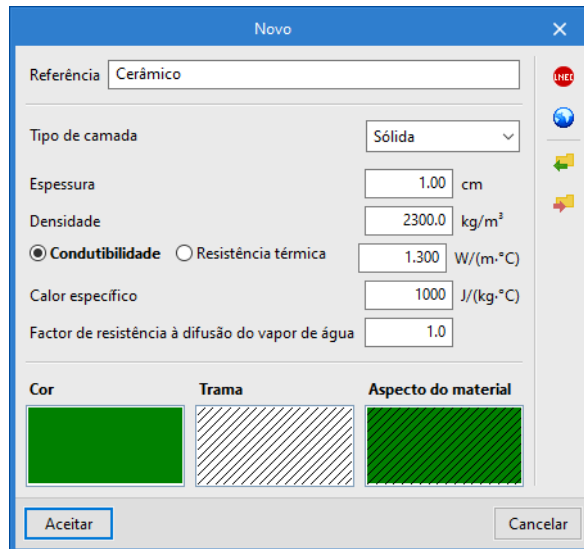 Novo
Referência Cerâmico
LNEC
Tipo de camada Sólida
Espessura 1.00 cm
Densidade 2300.0 kg/m³
Condutibilidade Resistência térmica 1.300 W/(m·°C)
Calor específico 1000 J/(kg·°C)
Factor de resistência à difusão do vapor de água 1.0
Cor Trama Aspecto do material
Aceitar Cancelar